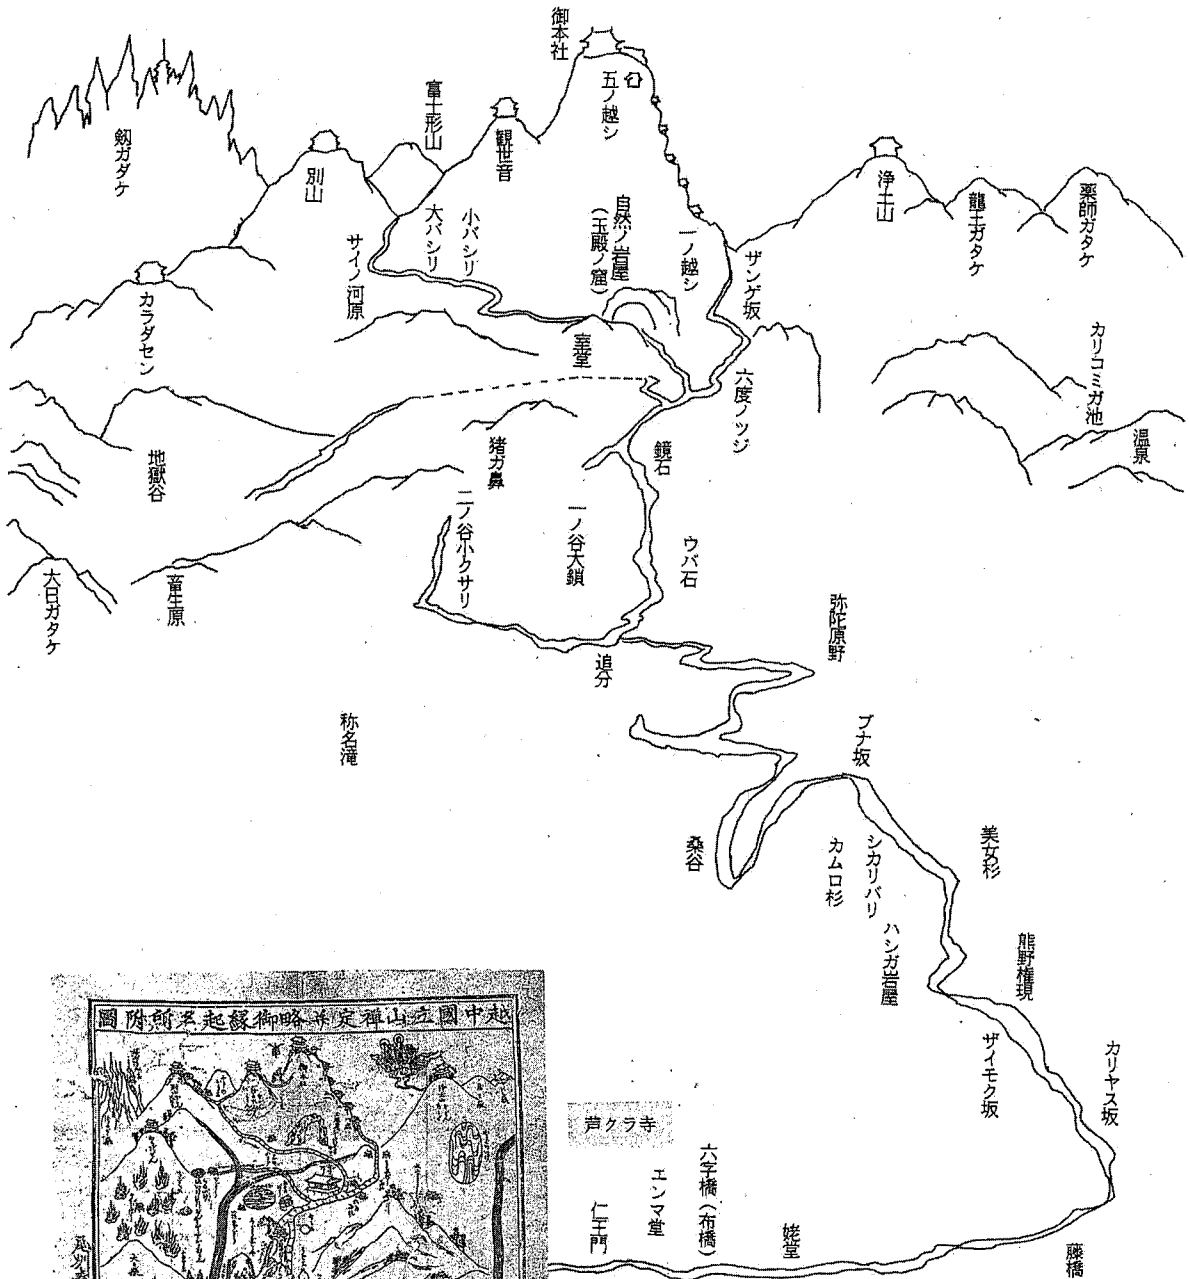 御本社
五ノ越シ
富士形山
観世音
剱ガダケ
別山
浄土山
龍王ガタケ
薬師ガタケ
大バシリ
小バシリ
サイノ河原
自然ノ岩屋
（玉殿ノ窟）
一ノ越シ
ザンゲ坂
カラダセン
室堂
六度ノツジ
カリコミガ池
温泉
地獄谷
猪ガ鼻
鏡石
二ノ谷小クサリ
一ノ谷大鎖
ウバ石
大日ガタケ
畜生原
弥陀原野
追分
称名滝
ブナ坂
桑谷
カムロ杉
シカリバリ
美女杉
ハシガ岩屋
熊野権現
ザイモク坂
カリヤス坂
越中國立山禅定並略御縁起名所附圖
芦クラ寺
仁王門
エンマ堂
六字橋（布橋）
姥堂
藤橋